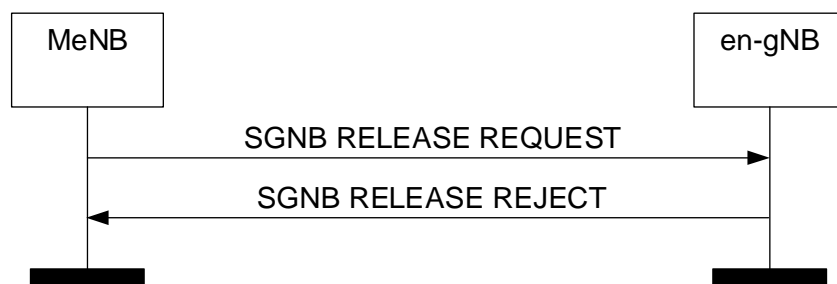 MeNB
en-gNB
SGNB RELEASE REQUEST
SGNB RELEASE REJECT